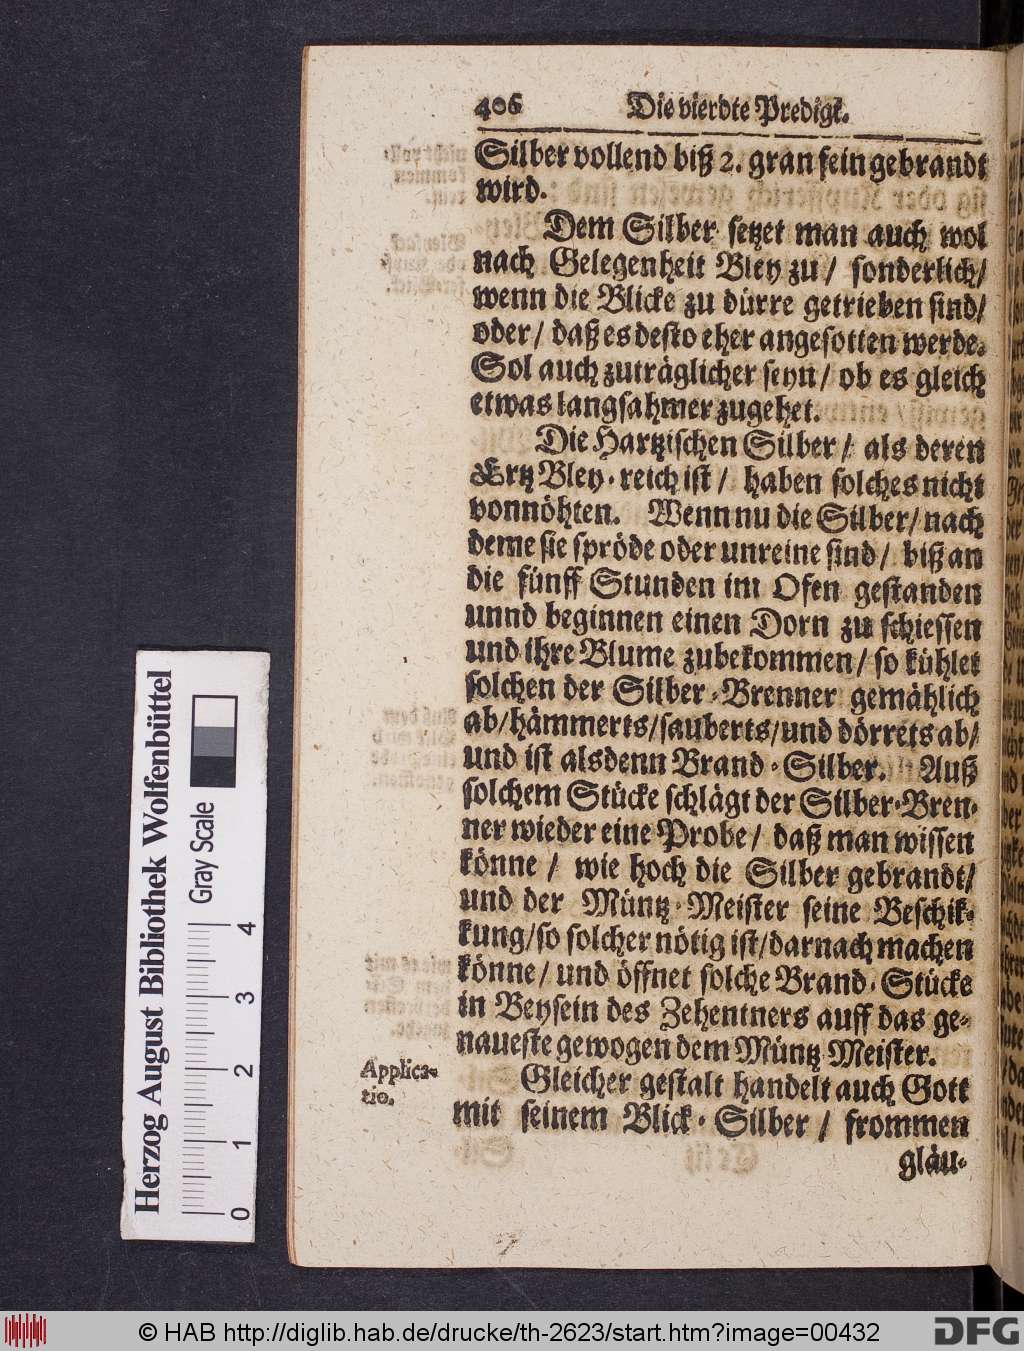 406 Die vierdte Predigt.
Silber vollend biß 2. gran fein gebrandt
wird.
Dem Silber setzet man auch wol
nach Gelegenheit Bley zu / sonderlich /
wenn die Blicke zu dürre getrieben sind /
oder / daß es desto eher angesotten werde.
Sol auch zuträglicher seyn / ob es gleich
etwas langsahmer zugehet.
Die Hartzischen Silber / als deren
Ertz Bley-reich ist / haben solches nicht
vonnöhten. Wenn nu die Silber / nach
deme sie spröde oder unreine sind / biß an
die fünff Stunden im Ofen gestanden
unnd beginnen einen Dorn zu schiessen
und ihre Blume zubekommen / so kühlet
solchen der Silber-Brenner gemählich
ab / hämmerts / sauberts / und dörrets ab /
und ist alsdenn Brand-Silber. Auß
solchem Stücke schlägt der Silber-Bren-
ner wieder eine Probe / daß man wissen
könne / wie hoch die Silber gebrandt /
und der Müntz-Meister seine Beschik-
kung / so solcher nötig ist / darnach machen
könne / und öffnet solche Brand-Stücke
in Beysein des Zehentners auff das ge-
naueste gewogen dem Müntz-Meister.
Applica-
tio.
Gleicher gestalt handelt auch Gott
mit seinem Blick-Silber / frommen
gläu-
Herzog August Bibliothek Wolfenbüttel
Gray Scale
0 1 2 3 4
© HAB http://diglib.hab.de/drucke/th-2623/start.htm?image=00432
DFG